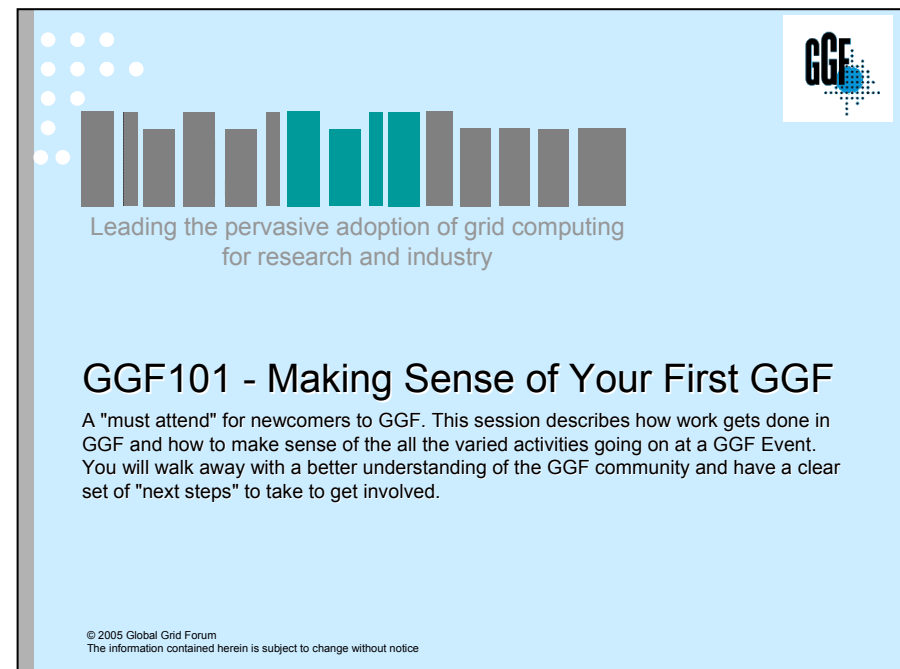 GGF
Leading the pervasive adoption of grid computing
for research and industry
GGF101 - Making Sense of Your First GGF
A "must attend" for newcomers to GGF. This session describes how work gets done in
GGF and how to make sense of the all the varied activities going on at a GGF Event.
You will walk away with a better understanding of the GGF community and have a clear
set of "next steps" to take to get involved.
© 2005 Global Grid Forum
The information contained herein is subject to change without notice